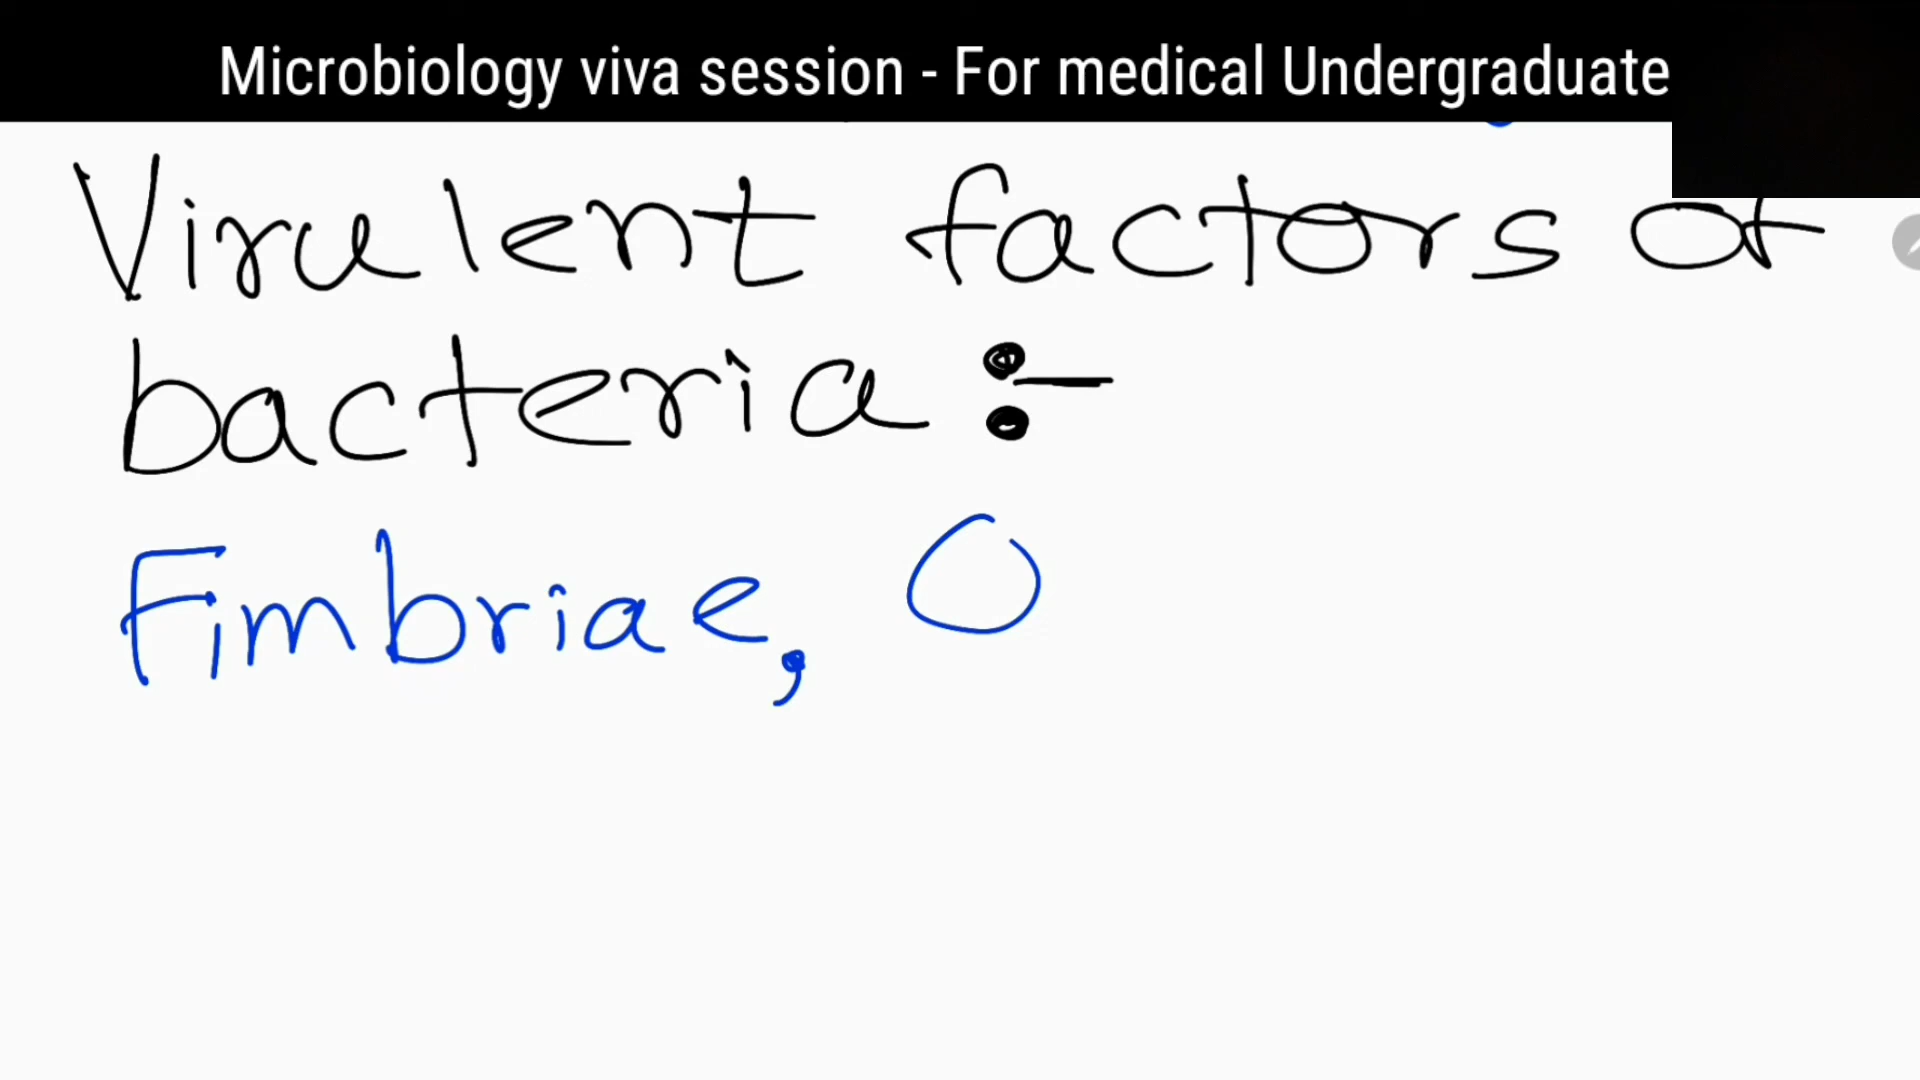 Microbiology viva session - For medical Undergraduate
Virulent factors of
bacteria :-
Fimbriae, O